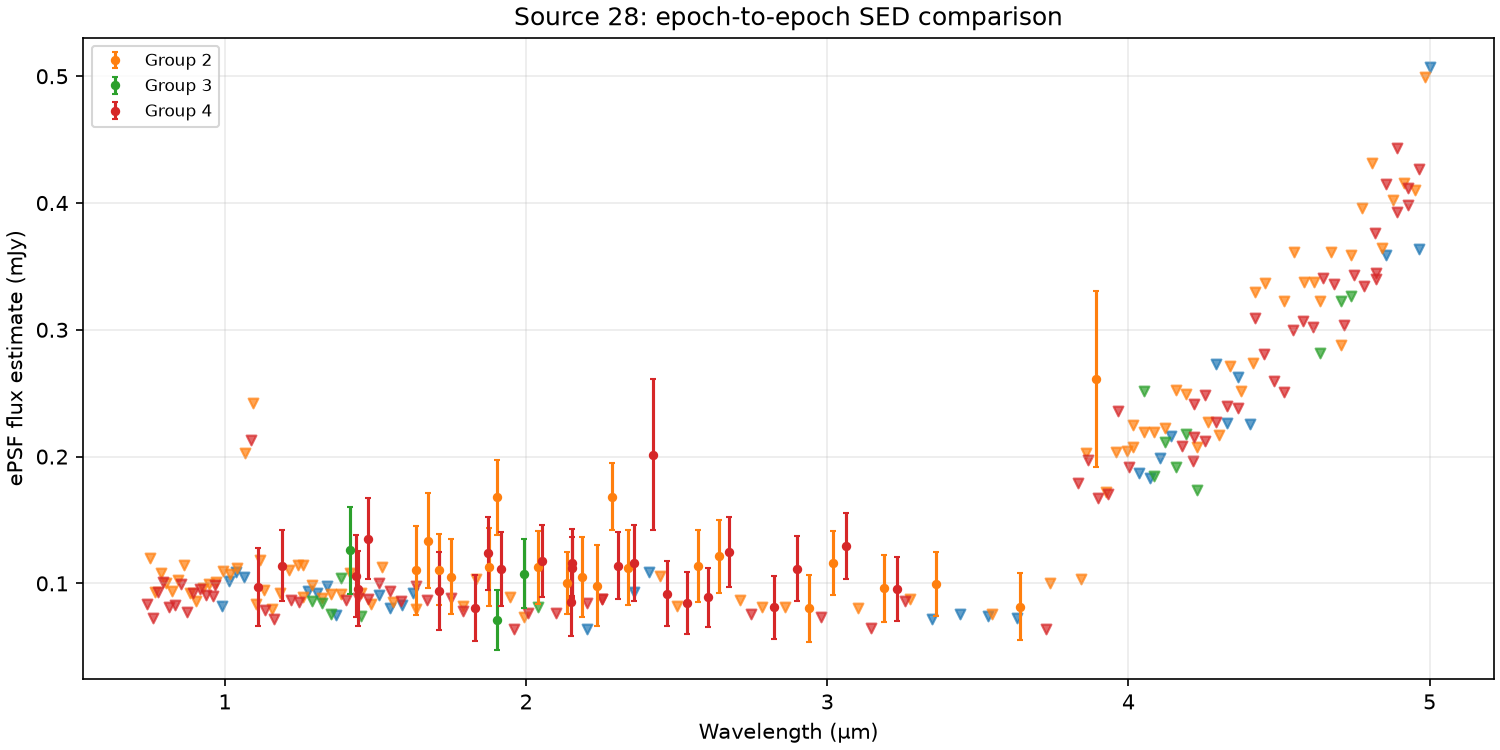 Source 28: epoch-to-epoch SED comparison
Group 2
Group 3
Group 4
ePSF flux estimate (mJy)
0.5
0.4
0.3
0.2
0.1
1 2 3 4 5
Wavelength (µm)